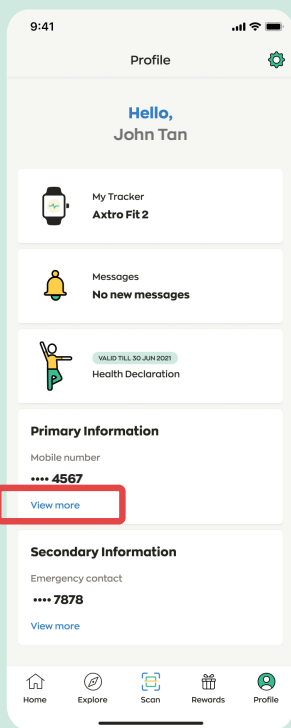 9:41
Profile
Hello,
John Tan
My Tracker
Axtro Fit 2
Messages
No new messages
VALID TILL 30 JUN 2021
Health Declaration
Primary Information
Mobile number
•••• 4567
View more
Secondary Information
Emergency contact
•••• 7878
View more
Home Explore Scan Rewards Profile